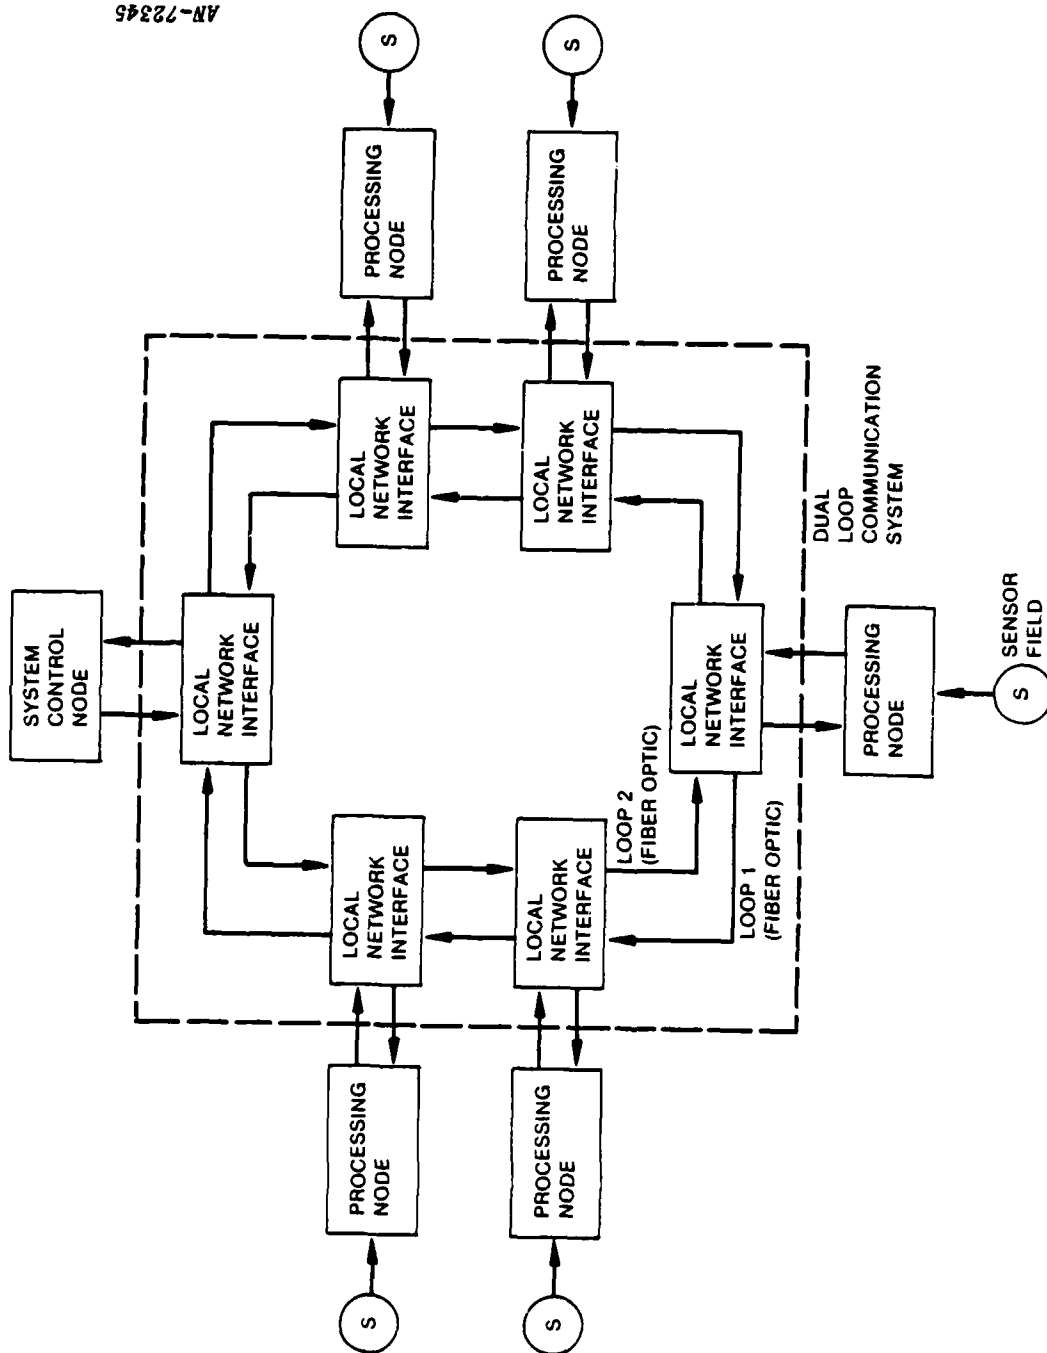 AN-72345
S
S
PROCESSING
NODE
PROCESSING
NODE
LOCAL
NETWORK
INTERFACE
LOCAL
NETWORK
INTERFACE
DUAL
LOOP
COMMUNICATION
SYSTEM
SYSTEM
CONTROL
NODE
LOCAL
NETWORK
INTERFACE
LOCAL
NETWORK
INTERFACE
PROCESSING
NODE
S
SENSOR
FIELD
LOOP 2
(FIBER OPTIC)
LOOP 1
(FIBER OPTIC)
LOCAL
NETWORK
INTERFACE
LOCAL
NETWORK
INTERFACE
PROCESSING
NODE
PROCESSING
NODE
S
S